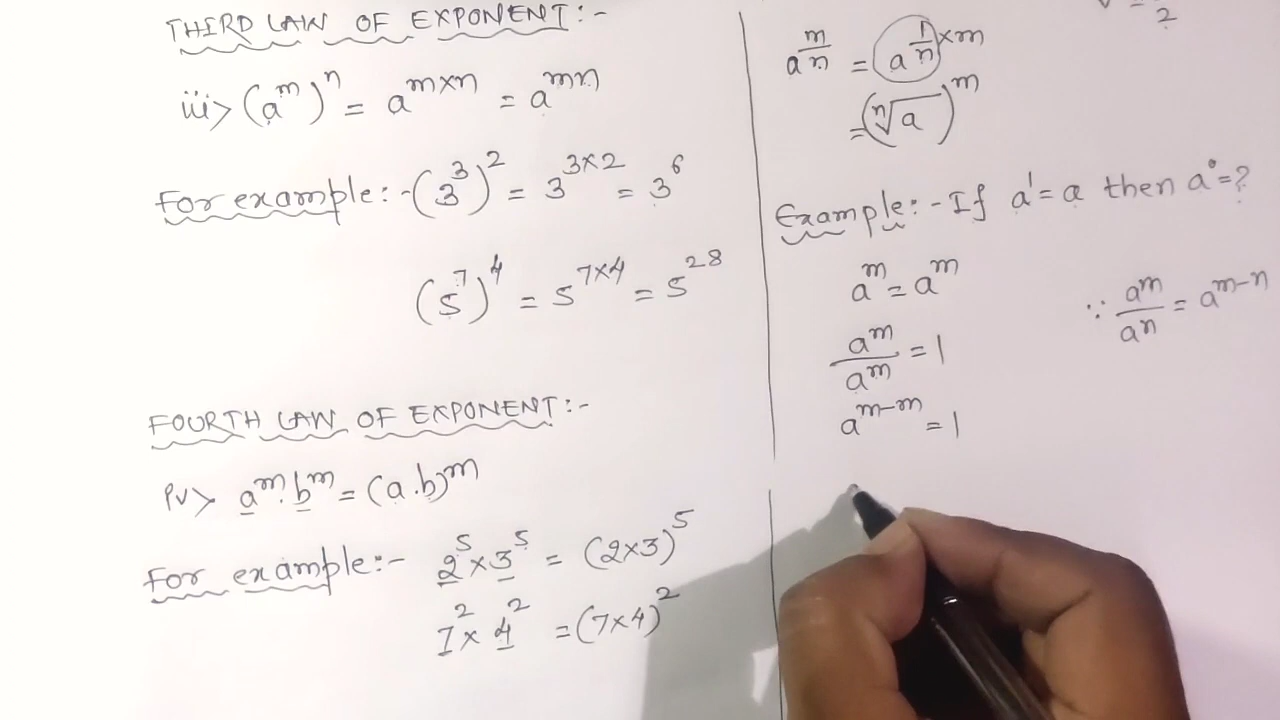 THIRD LAW OF EXPONENT:-
iii> (a^m)^n = a^{m×n} = a^{mn}
For example:- (3^3)^2 = 3^{3×2} = 3^6
(5^7)^4 = 5^{7×4} = 5^{28}
FOURTH LAW OF EXPONENT:-
iv> a^m.b^m = (a.b)^m
For example:- 2^5×3^5 = (2×3)^5
7^2×4^2 = (7×4)^2
2
a^{m/n} = a^{1/n ×m}
= (ⁿ√a)^m
Example:- If a^1=a then a^0=?
a^m = a^m
a^m/a^m = 1 ∵ a^m/a^n = a^{m-n}
a^{m-m} = 1